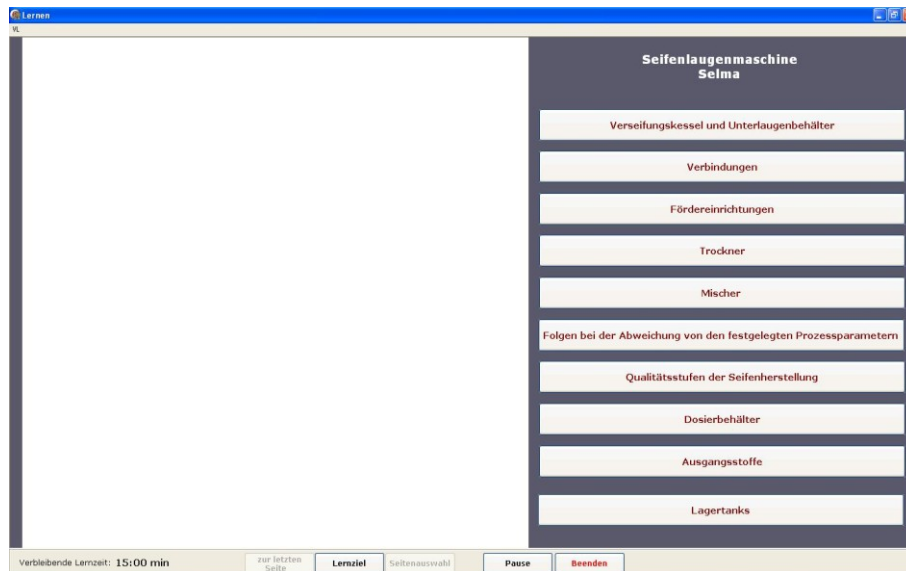 Lernen
VL
Seifenlaugenmaschine
Selma
Verseifungskessel und Unterlaugenbehälter
Verbindungen
Fördereinrichtungen
Trockner
Mischer
Folgen bei der Abweichung von den festgelegten Prozessparametern
Qualitätsstufen der Seifenherstellung
Dosierbehälter
Ausgangsstoffe
Lagertanks
Verbleibende Lernzeit: 15:00 min
zur letzten
Seite
Lernziel
Seitenauswahl
Pause
Beenden